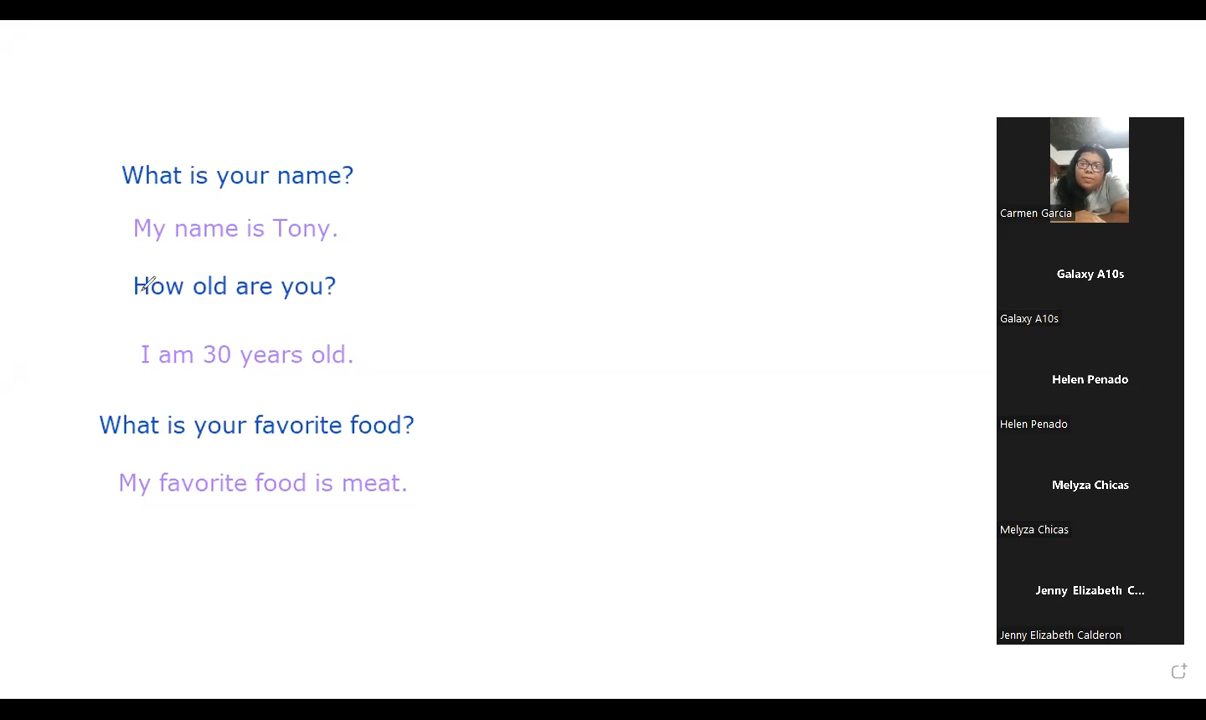 What is your name?
My name is Tony.
How old are you?
I am 30 years old.
What is your favorite food?
My favorite food is meat.
Carmen Garcia
Galaxy A10s
Galaxy A10s
Helen Penado
Helen Penado
Melyza Chicas
Melyza Chicas
Jenny Elizabeth C...
Jenny Elizabeth Calderon